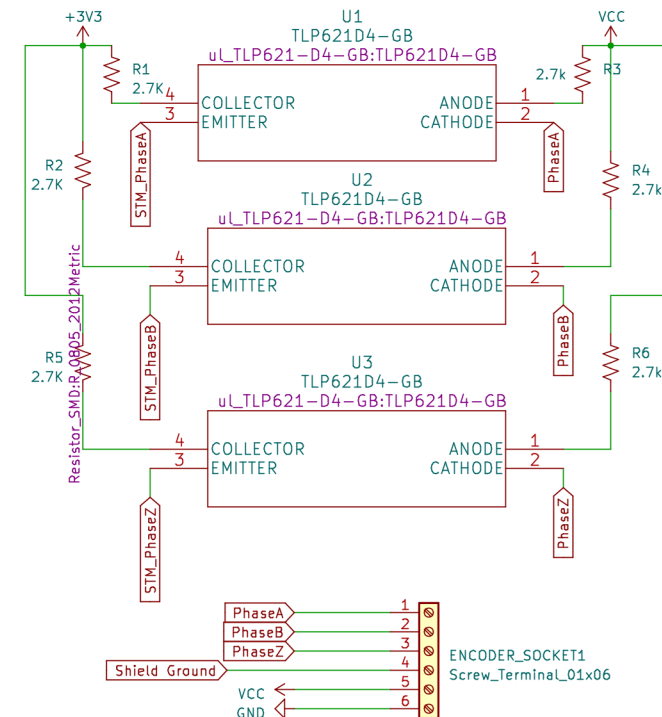 +3V3
U1
TLP621D4-GB
ul_TLP621-D4-GB:TLP621D4-GB
VCC
R1
2.7K
4
COLLECTOR
3
EMITTER
ANODE
1
CATHODE
2
2.7k
R3
STM_PhaseA
PhaseA
R2
2.7K
U2
TLP621D4-GB
ul_TLP621-D4-GB:TLP621D4-GB
R4
2.7k
4
COLLECTOR
3
EMITTER
ANODE
1
CATHODE
2
STM_PhaseB
PhaseB
R5
2.7K
Resistor_SMD:R_0805_2012Metric
U3
TLP621D4-GB
ul_TLP621-D4-GB:TLP621D4-GB
R6
2.7k
4
COLLECTOR
3
EMITTER
ANODE
1
CATHODE
2
STM_PhaseZ
PhaseZ
PhaseA
1
PhaseB
2
PhaseZ
3
Shield Ground
4
VCC
5
GND
6
ENCODER_SOCKET1
Screw_Terminal_01x06